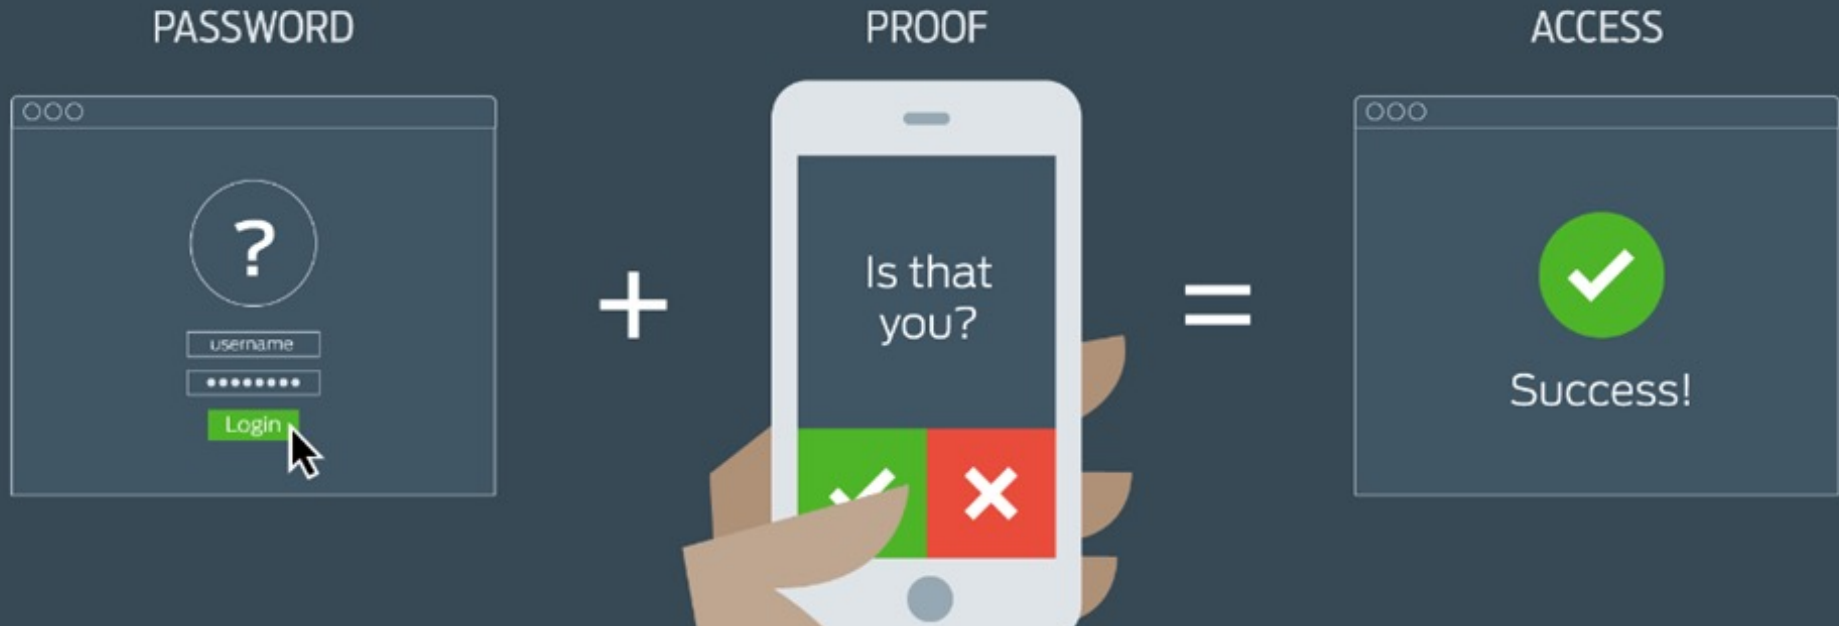 PASSWORD
PROOF
ACCESS
?
username
Login
+
Is that
you?
=
Success!